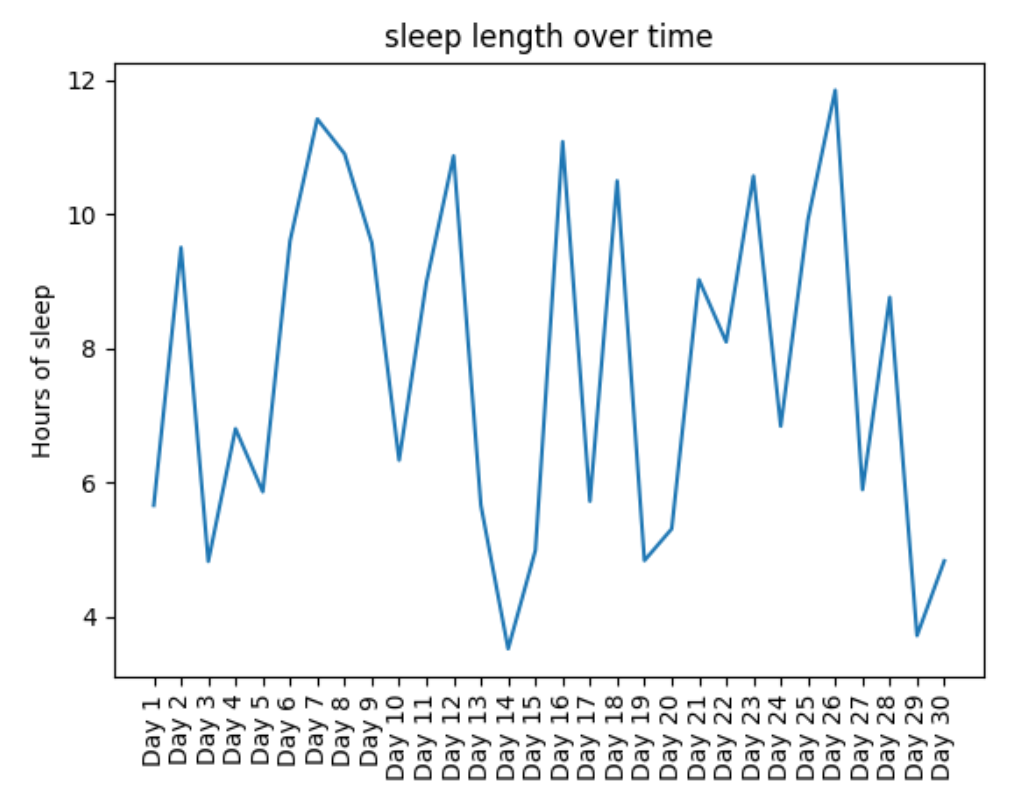 sleep length over time
12
10
8
6
4
Hours of sleep
Day 1
Day 2
Day 3
Day 4
Day 5
Day 6
Day 7
Day 8
Day 9
Day 10
Day 11
Day 12
Day 13
Day 14
Day 15
Day 16
Day 17
Day 18
Day 19
Day 20
Day 21
Day 22
Day 23
Day 24
Day 25
Day 26
Day 27
Day 28
Day 29
Day 30